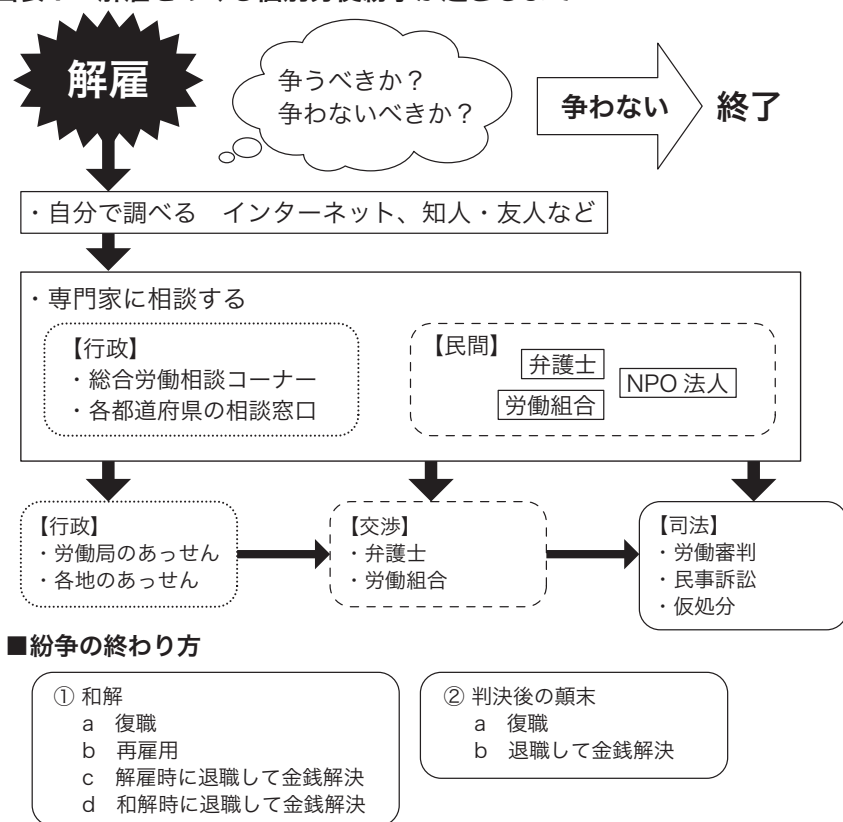 解雇
争うべきか？
争わないべきか？
争わない
終了
・自分で調べる　インターネット、知人・友人など
・専門家に相談する
【行政】
・総合労働相談コーナー
・各都道府県の相談窓口
【民間】
弁護士
労働組合
NPO 法人
【行政】
・労働局のあっせん
・各地のあっせん
【交渉】
・弁護士
・労働組合
【司法】
・労働審判
・民事訴訟
・仮処分
■紛争の終わり方
① 和解
a　復職
b　再雇用
c　解雇時に退職して金銭解決
d　和解時に退職して金銭解決
② 判決後の顛末
a　復職
b　退職して金銭解決